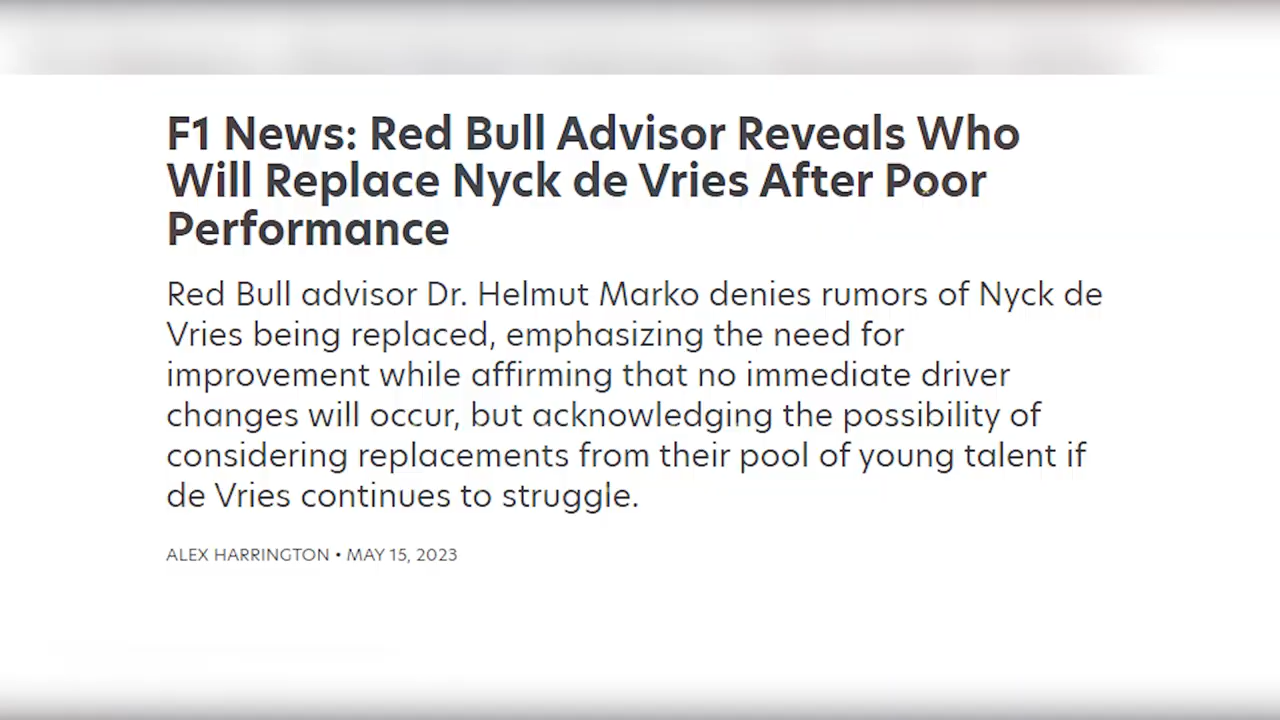 F1 News: Red Bull Advisor Reveals Who
Will Replace Nyck de Vries After Poor
Performance
Red Bull advisor Dr. Helmut Marko denies rumors of Nyck de
Vries being replaced, emphasizing the need for
improvement while affirming that no immediate driver
changes will occur, but acknowledging the possibility of
considering replacements from their pool of young talent if
de Vries continues to struggle.
ALEX HARRINGTON • MAY 15, 2023